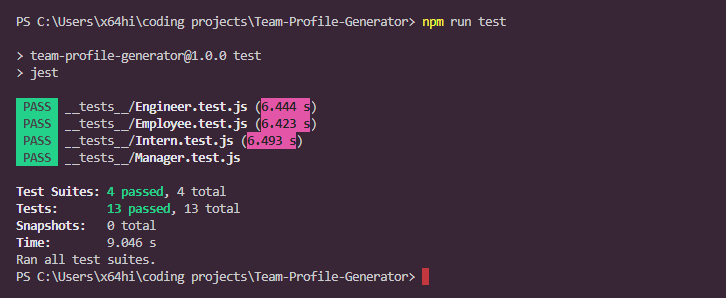 PS C:\Users\x64hi\coding projects\Team-Profile-Generator> npm run test
> team-profile-generator@1.0.0 test
> jest
PASS __tests__/Engineer.test.js (6.444 s)
PASS __tests__/Employee.test.js (6.423 s)
PASS __tests__/Intern.test.js (6.493 s)
PASS __tests__/Manager.test.js
Test Suites: 4 passed, 4 total
Tests: 13 passed, 13 total
Snapshots: 0 total
Time: 9.046 s
Ran all test suites.
PS C:\Users\x64hi\coding projects\Team-Profile-Generator>